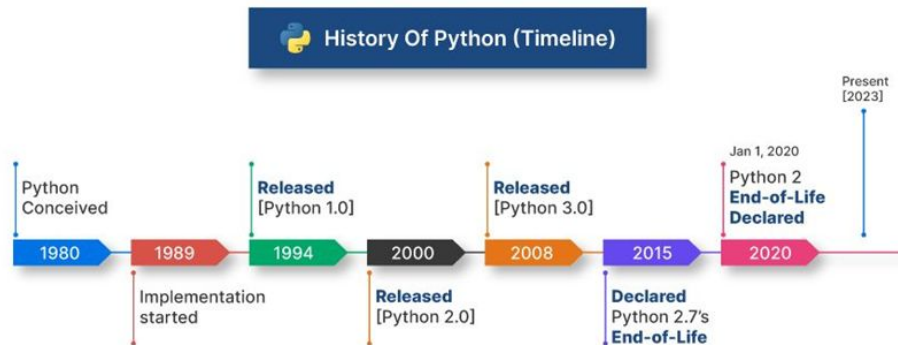 History Of Python (Timeline)
Present
[2023]
Jan 1, 2020
Python 2
End-of-Life
Declared
Python
Conceived
Released
[Python 1.0]
Released
[Python 3.0]
1980
1989
1994
2000
2008
2015
2020
Implementation
started
Released
[Python 2.0]
Declared
Python 2.7's
End-of-Life